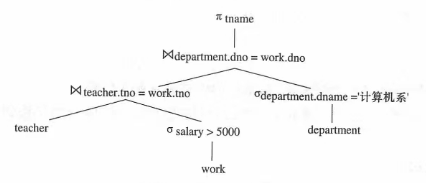 π tname
⋈department.dno = work.dno
⋈teacher.tno = work.tno
σdepartment.dname ='计算机系'
teacher
σ salary > 5000
department
work